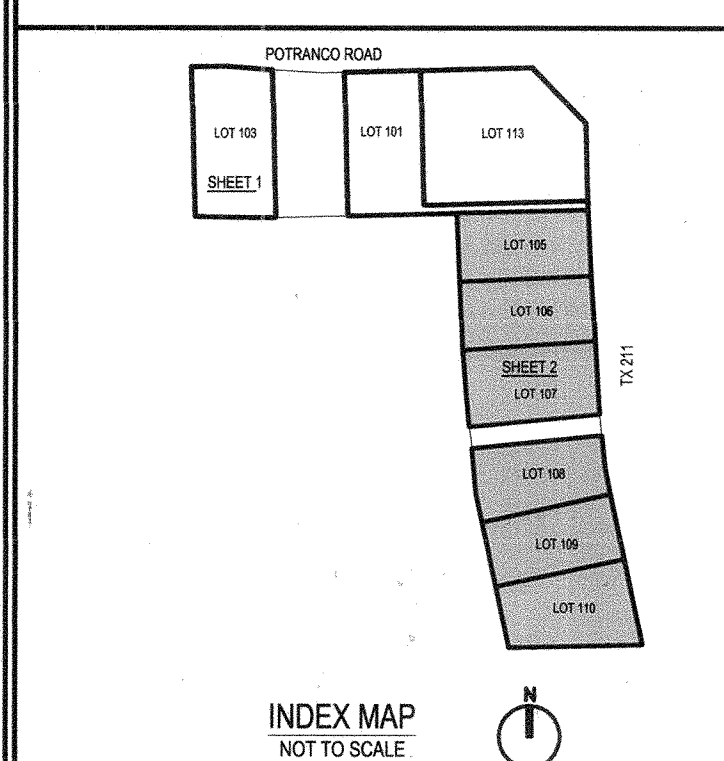 POTRANCO ROAD
LOT 103
LOT 101
LOT 113
SHEET 1
LOT 105
LOT 106
SHEET 2
LOT 107
TX 211
LOT 108
LOT 109
LOT 110
INDEX MAP
NOT TO SCALE
N